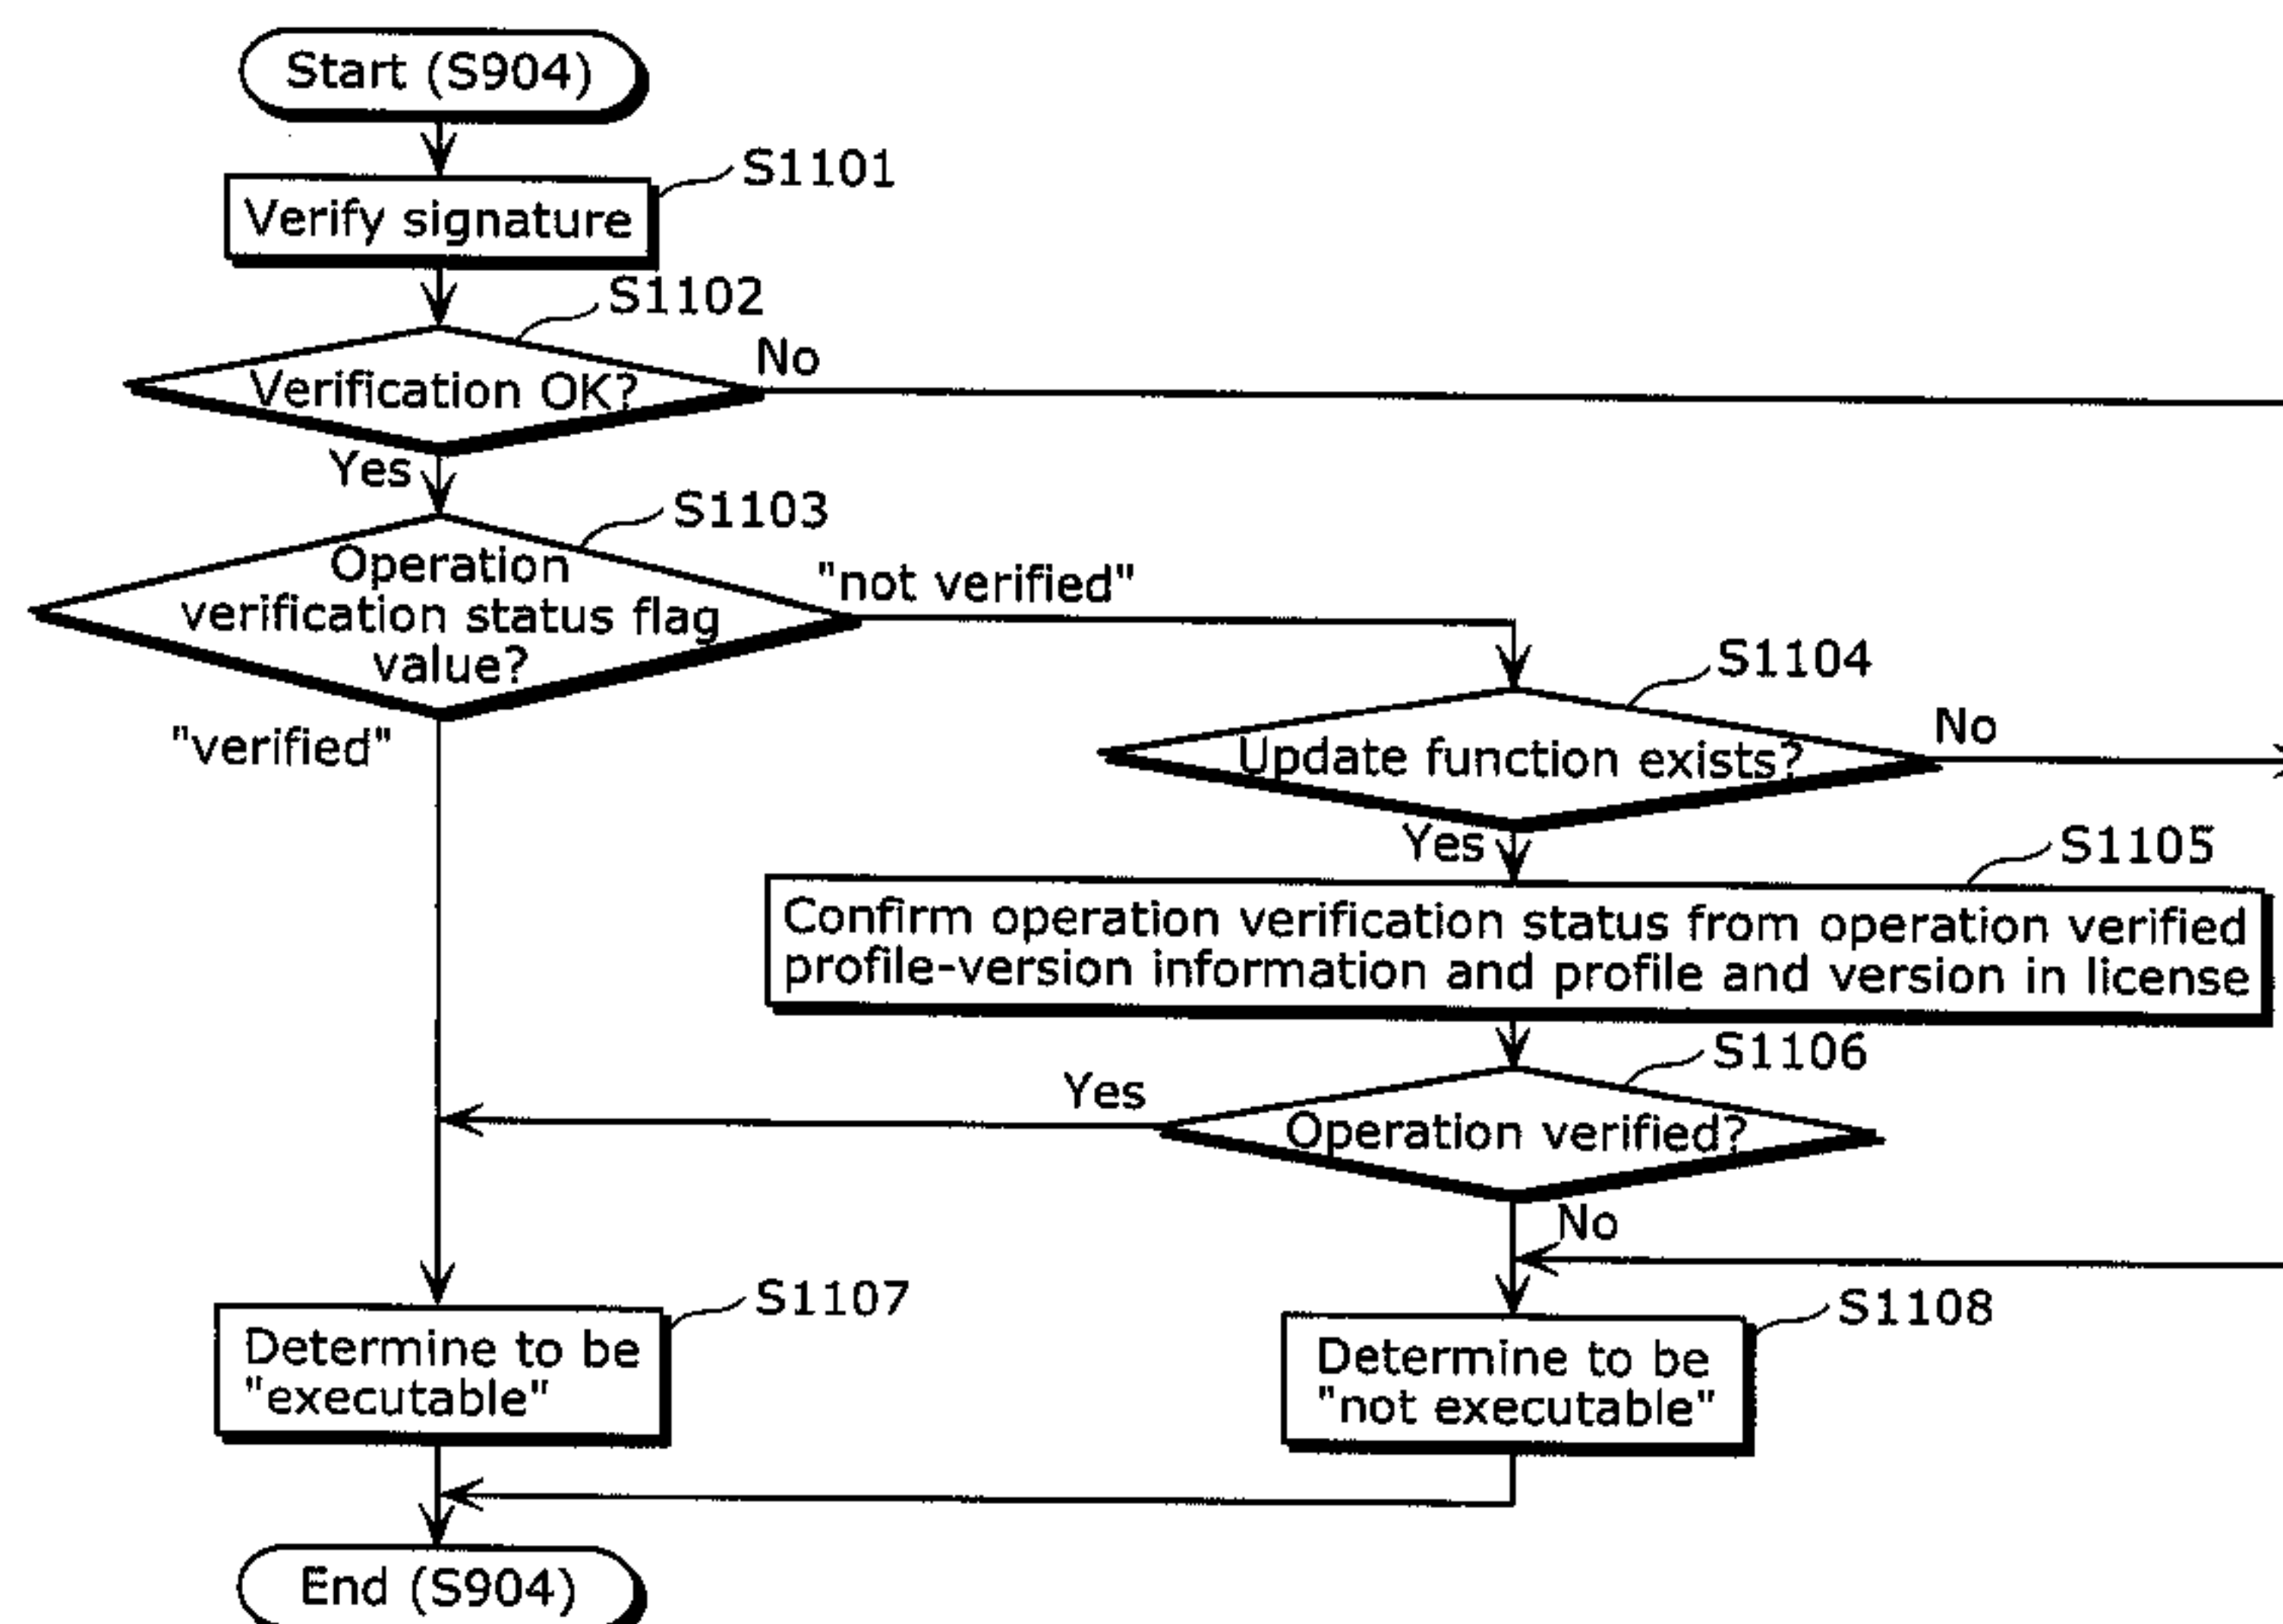 Start (S904)
S1101
Verify signature
S1102
No
Verification OK?
Yes
S1103
Operation
verification status flag
value?
"not verified"
"verified"
S1104
Update function exists?
No
Yes
S1105
Confirm operation verification status from operation verified
profile-version information and profile and version in license
S1106
Yes
Operation verified?
No
S1107
Determine to be
"executable"
S1108
Determine to be
"not executable"
End (S904)